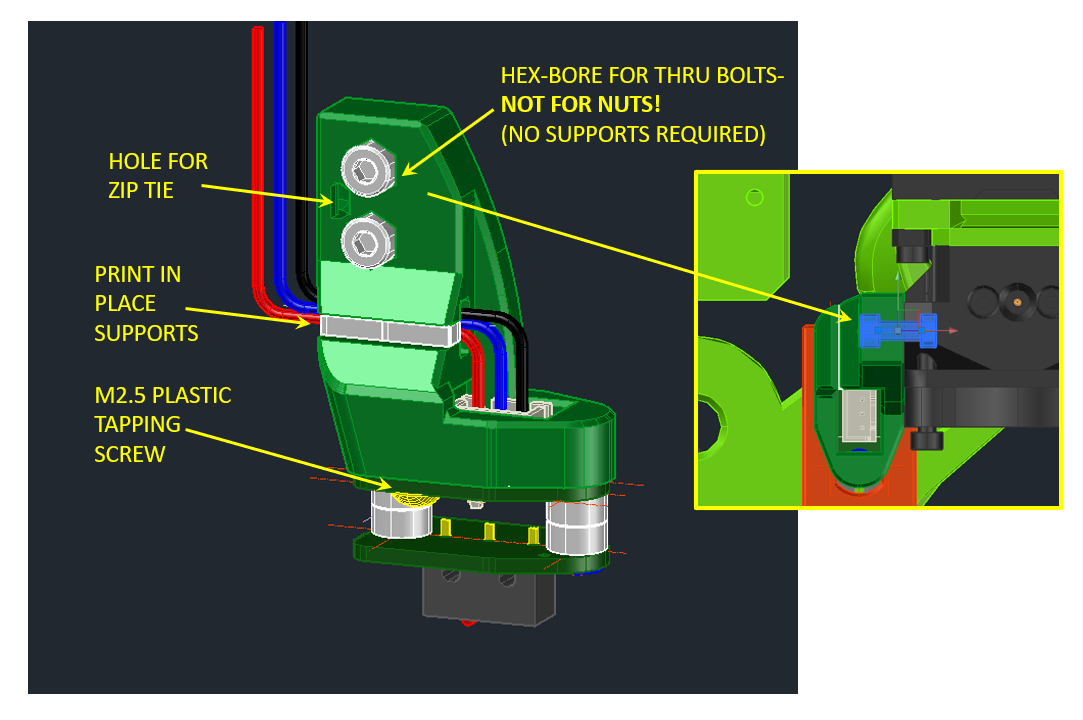 HEX-BORE FOR THRU BOLTS-
NOT FOR NUTS!
(NO SUPPORTS REQUIRED)
HOLE FOR
ZIP TIE
PRINT IN
PLACE
SUPPORTS
M2.5 PLASTIC
TAPPING
SCREW